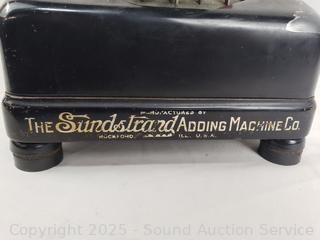 MANUFACTURED BY
THE Sundstrand ADDING MACHINE CO.
ROCKFORD, ILL. U.S.A.
Copyright 2025 - Sound Auction Service